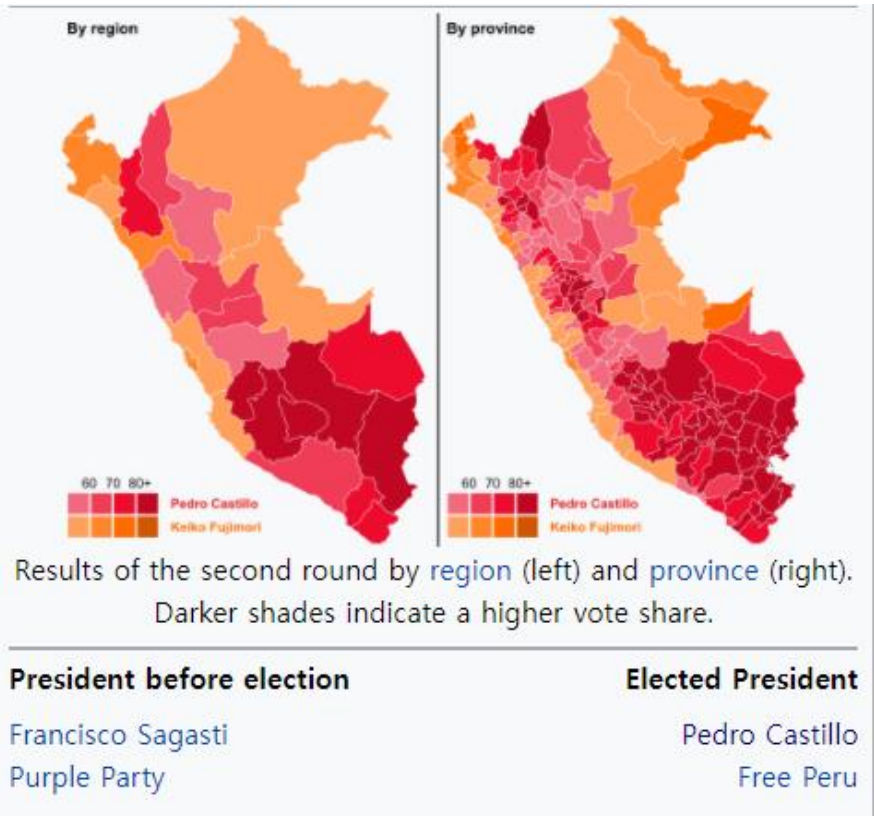 By region
By province
60 70 80+
Pedro Castillo
Keiko Fujimori
60 70 80+
Pedro Castillo
Keiko Fujimori
Results of the second round by region (left) and province (right).
Darker shades indicate a higher vote share.
President before election
Elected President
Francisco Sagasti
Pedro Castillo
Purple Party
Free Peru